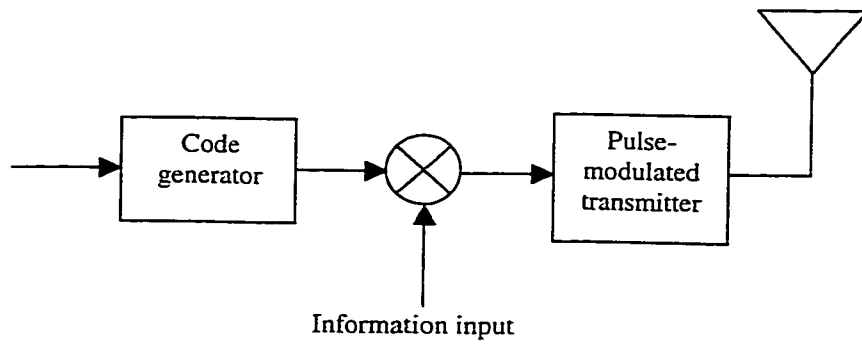 Code
generator
Pulse-
modulated
transmitter
Information input